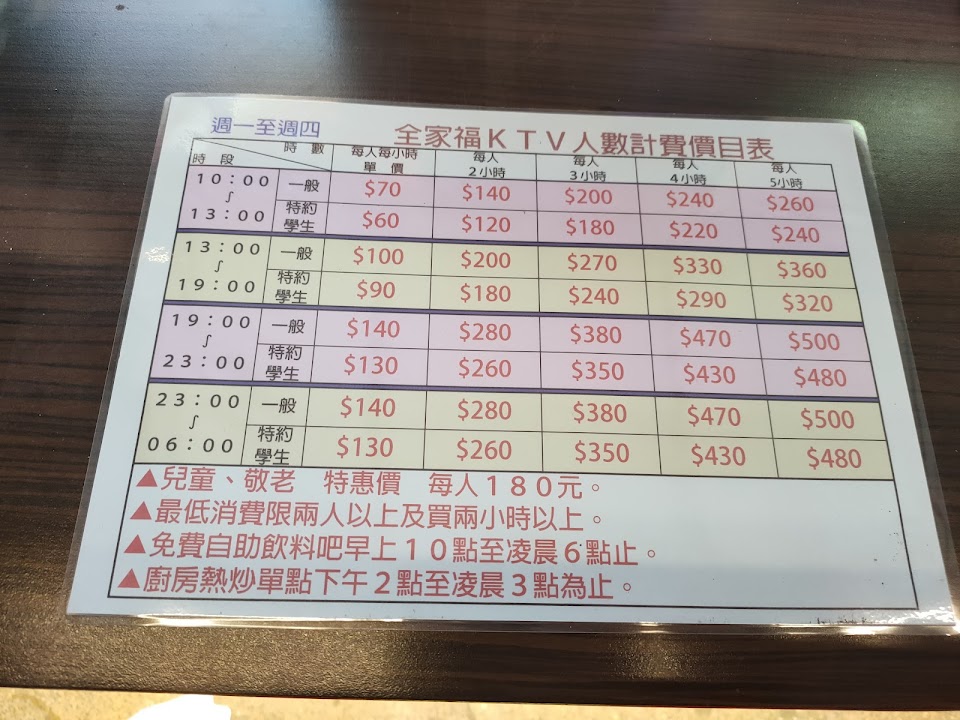 週一至週四
全家福KTV人數計費價目表
時段 時數 每人每小時單價 每人2小時 每人3小時 每人4小時 每人5小時
10：00∫13：00 一般 $70 $140 $200 $240 $260
特約學生 $60 $120 $180 $220 $240
13：00∫19：00 一般 $100 $200 $270 $330 $360
特約學生 $90 $180 $240 $290 $320
19：00∫23：00 一般 $140 $280 $380 $470 $500
特約學生 $130 $260 $350 $430 $480
23：00∫06：00 一般 $140 $280 $380 $470 $500
特約學生 $130 $260 $350 $430 $480
▲兒童、敬老 特惠價 每人180元。
▲最低消費限兩人以上及買兩小時以上。
▲免費自助飲料吧早上10點至凌晨6點止。
▲廚房熱炒單點下午2點至凌晨3點為止。